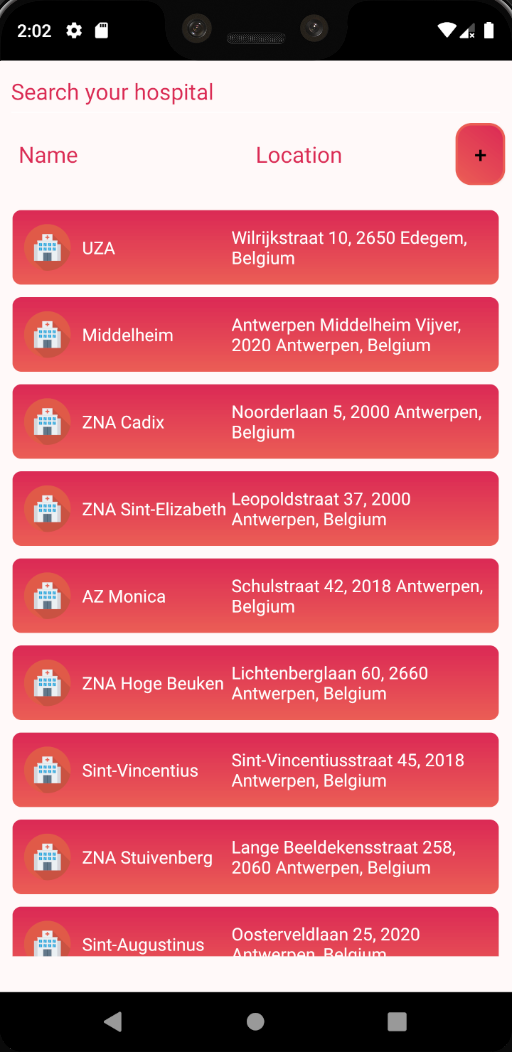 2:02
Search your hospital
Name Location +
UZA
Wilrijkstraat 10, 2650 Edegem,
Belgium
Middelheim
Antwerpen Middelheim Vijver,
2020 Antwerpen, Belgium
ZNA Cadix
Noorderlaan 5, 2000 Antwerpen,
Belgium
ZNA Sint-Elizabeth
Leopoldstraat 37, 2000
Antwerpen, Belgium
AZ Monica
Schulstraat 42, 2018 Antwerpen,
Belgium
ZNA Hoge Beuken
Lichtenberglaan 60, 2660
Antwerpen, Belgium
Sint-Vincentius
Sint-Vincentiusstraat 45, 2018
Antwerpen, Belgium
ZNA Stuivenberg
Lange Beeldekensstraat 258,
2060 Antwerpen, Belgium
Sint-Augustinus
Oosterveldlaan 25, 2020
Antwerpen, Belgium